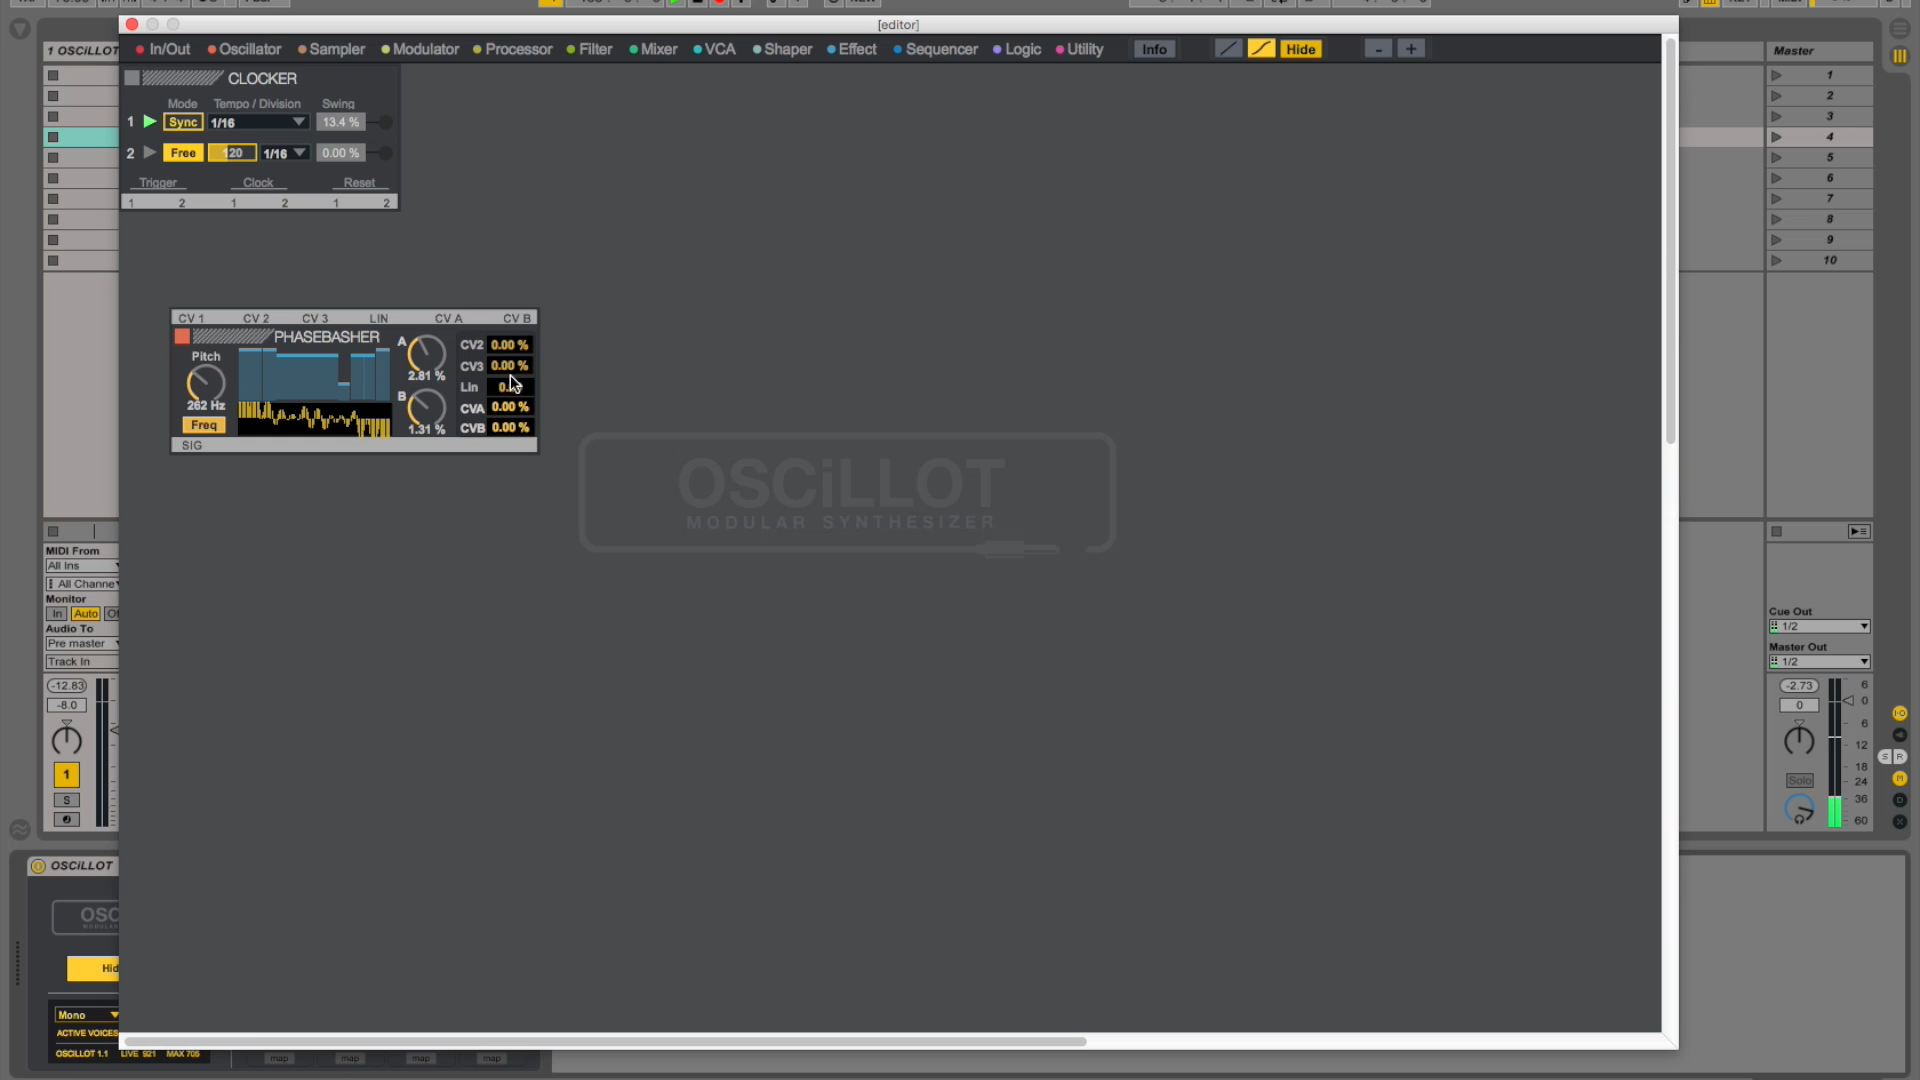 [editor]
In/Out Oscillator Sampler Modulator Processor Filter Mixer VCA Shaper Effect Sequencer Logic Utility Info Hide - +
1 OSCiLLOT
Master
CLOCKER
Mode Tempo / Division Swing
1 Sync 1/16 13.4 %
2 Free 120 1/16 0.00 %
Trigger Clock Reset
1 2 1 2 1 2
1
2
3
4
5
6
7
8
9
10
CV 1 CV 2 CV 3 LIN CV A CV B
PHASEBASHER
Pitch
262 Hz
Freq
A
2.81 %
B
1.31 %
CV2 0.00 %
CV3 0.00 %
Lin
CVA 0.00 %
CVB 0.00 %
SIG
OSCiLLOT
MODULAR SYNTHESIZER
MIDI From
All Ins
All Channe
Monitor
In Auto
Audio To
Pre master
Track In
-12.83
-8.0
1
S
Cue Out
1/2
Master Out
1/2
-2.73
0
Solo
6
0
6
12
18
24
36
60
S R
OSCiLLOT
OSC
Hid
Mono
ACTIVE VOICES
OSCILLOT 1.1 LIVE 921 MAX 705
map map map map